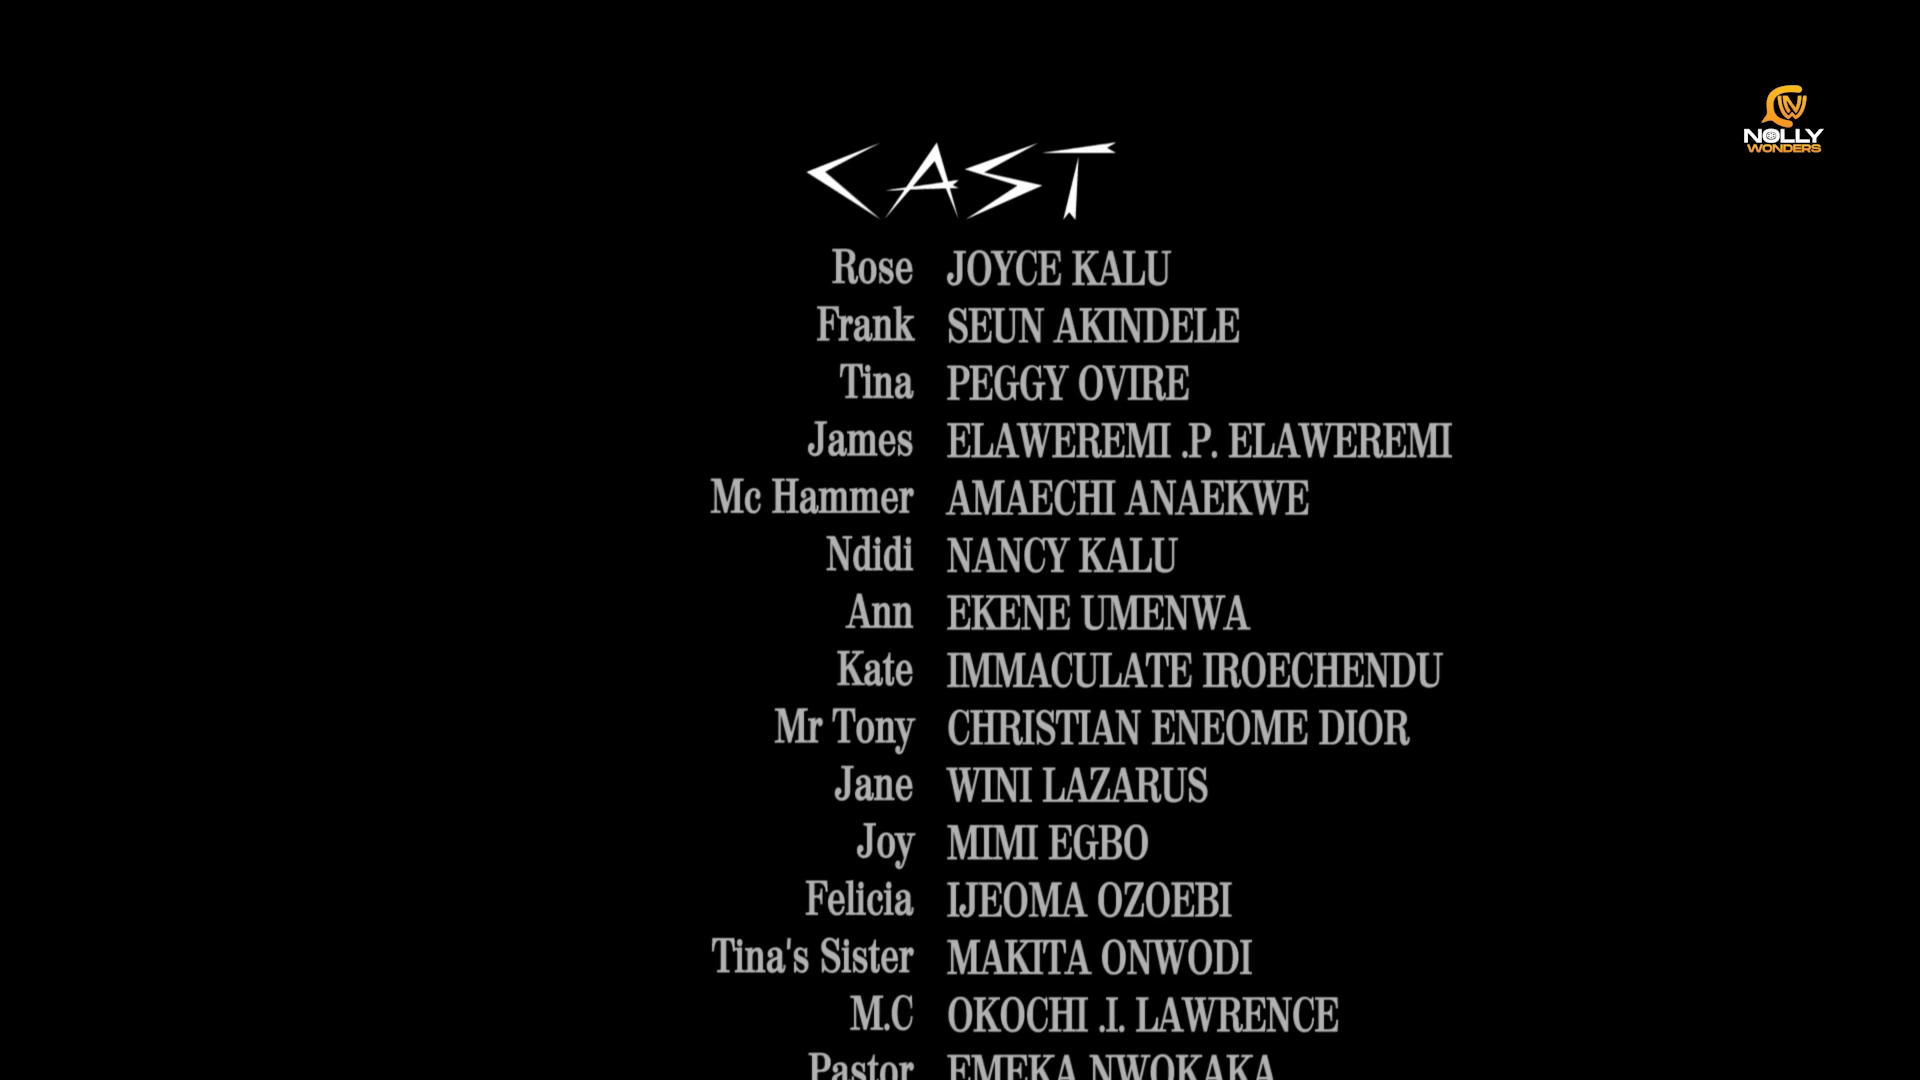 NOLLY
WONDERS
CAST
Rose JOYCE KALU
Frank SEUN AKINDELE
Tina PEGGY OVIRE
James ELAWEREMI .P. ELAWEREMI
Mc Hammer AMAECHI ANAEKWE
Ndidi NANCY KALU
Ann EKENE UMENWA
Kate IMMACULATE IROECHENDU
Mr Tony CHRISTIAN ENEOME DIOR
Jane WINI LAZARUS
Joy MIMI EGBO
Felicia IJEOMA OZOEBI
Tina's Sister MAKITA ONWODI
M.C OKOCHI .I. LAWRENCE
Pastor EMEKA NWOKAKA